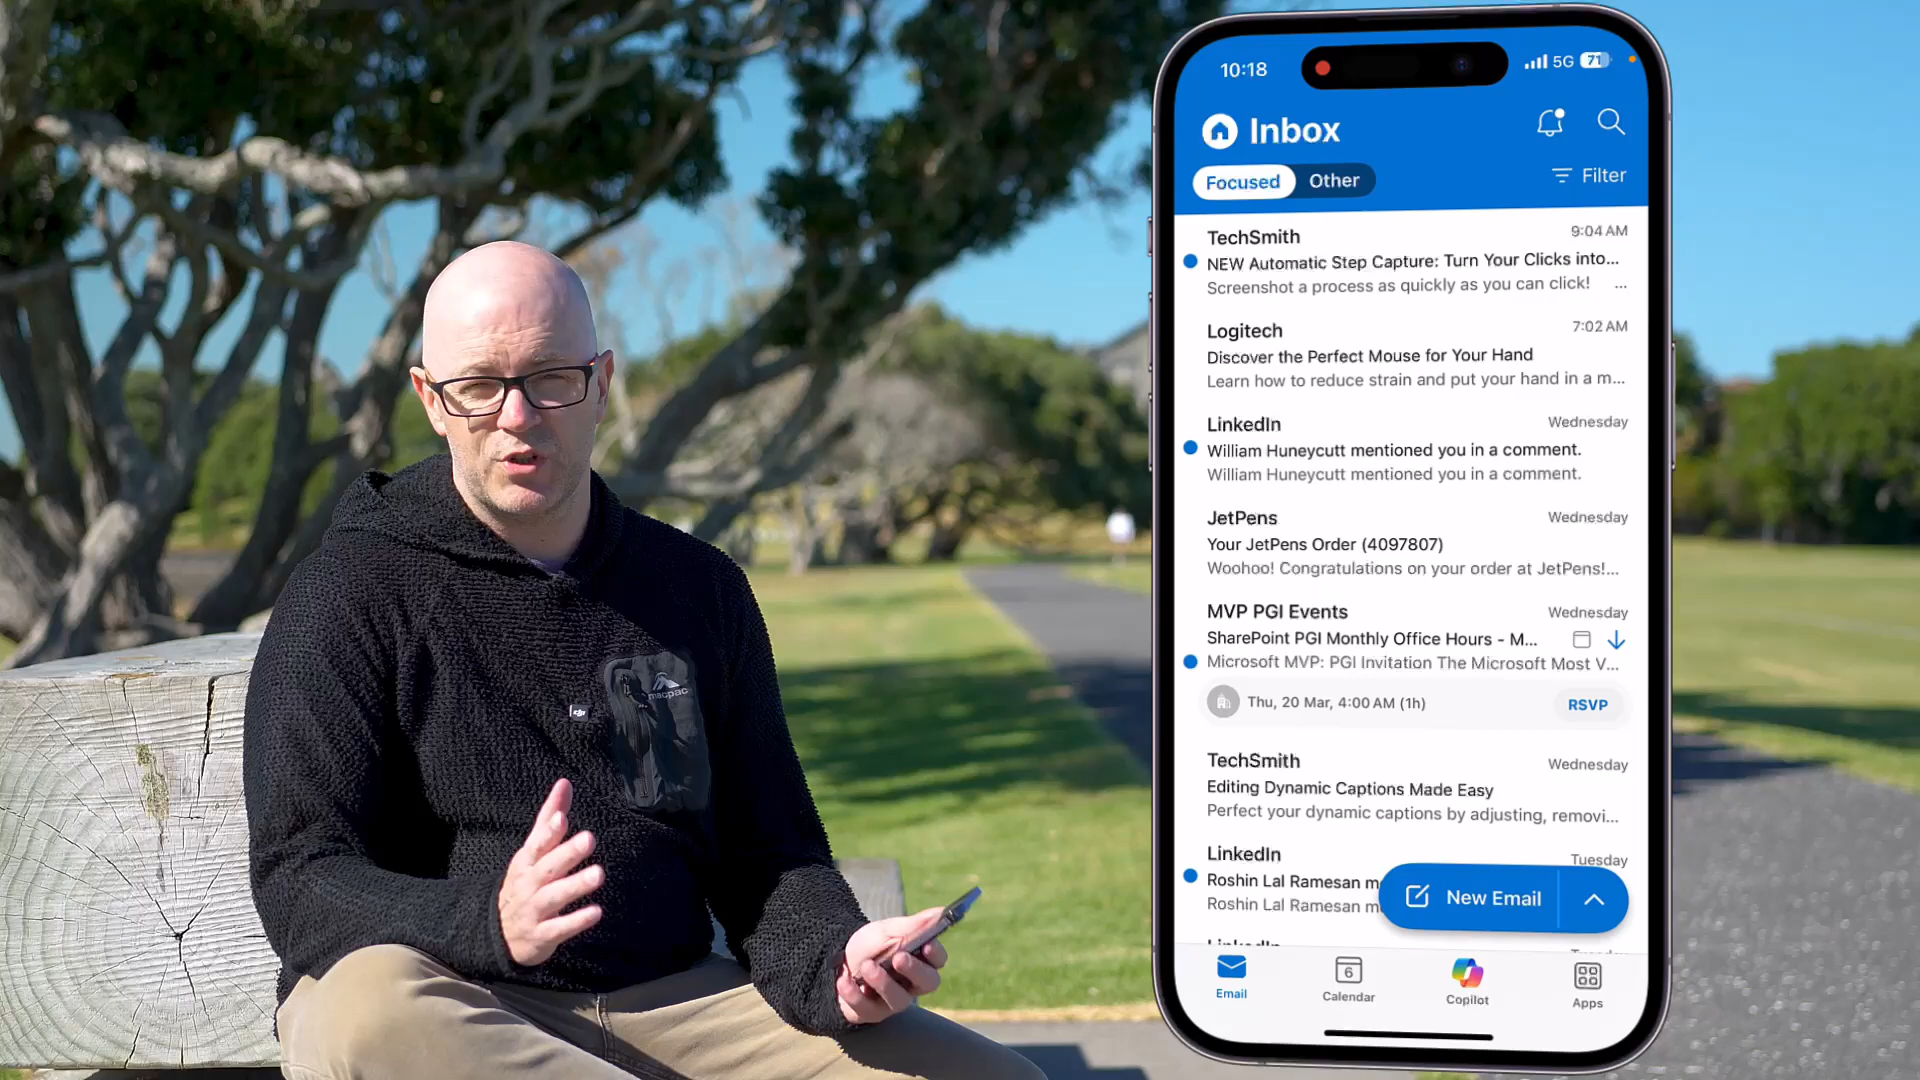 10:18
5G
71
Inbox
Focused
Other
Filter
TechSmith
9:04 AM
NEW Automatic Step Capture: Turn Your Clicks into...
Screenshot a process as quickly as you can click! ...
Logitech
7:02 AM
Discover the Perfect Mouse for Your Hand
Learn how to reduce strain and put your hand in a m...
LinkedIn
Wednesday
William Huneycutt mentioned you in a comment.
William Huneycutt mentioned you in a comment.
JetPens
Wednesday
Your JetPens Order (4097807)
Woohoo! Congratulations on your order at JetPens!...
MVP PGI Events
Wednesday
SharePoint PGI Monthly Office Hours - M...
Microsoft MVP: PGI Invitation The Microsoft Most V...
Thu, 20 Mar, 4:00 AM (1h)
RSVP
TechSmith
Wednesday
Editing Dynamic Captions Made Easy
Perfect your dynamic captions by adjusting, removi...
LinkedIn
Tuesday
Roshin Lal Ramesan m
Roshin Lal Ramesan m
New Email
Email
6
Calendar
Copilot
Apps
macpac
dji